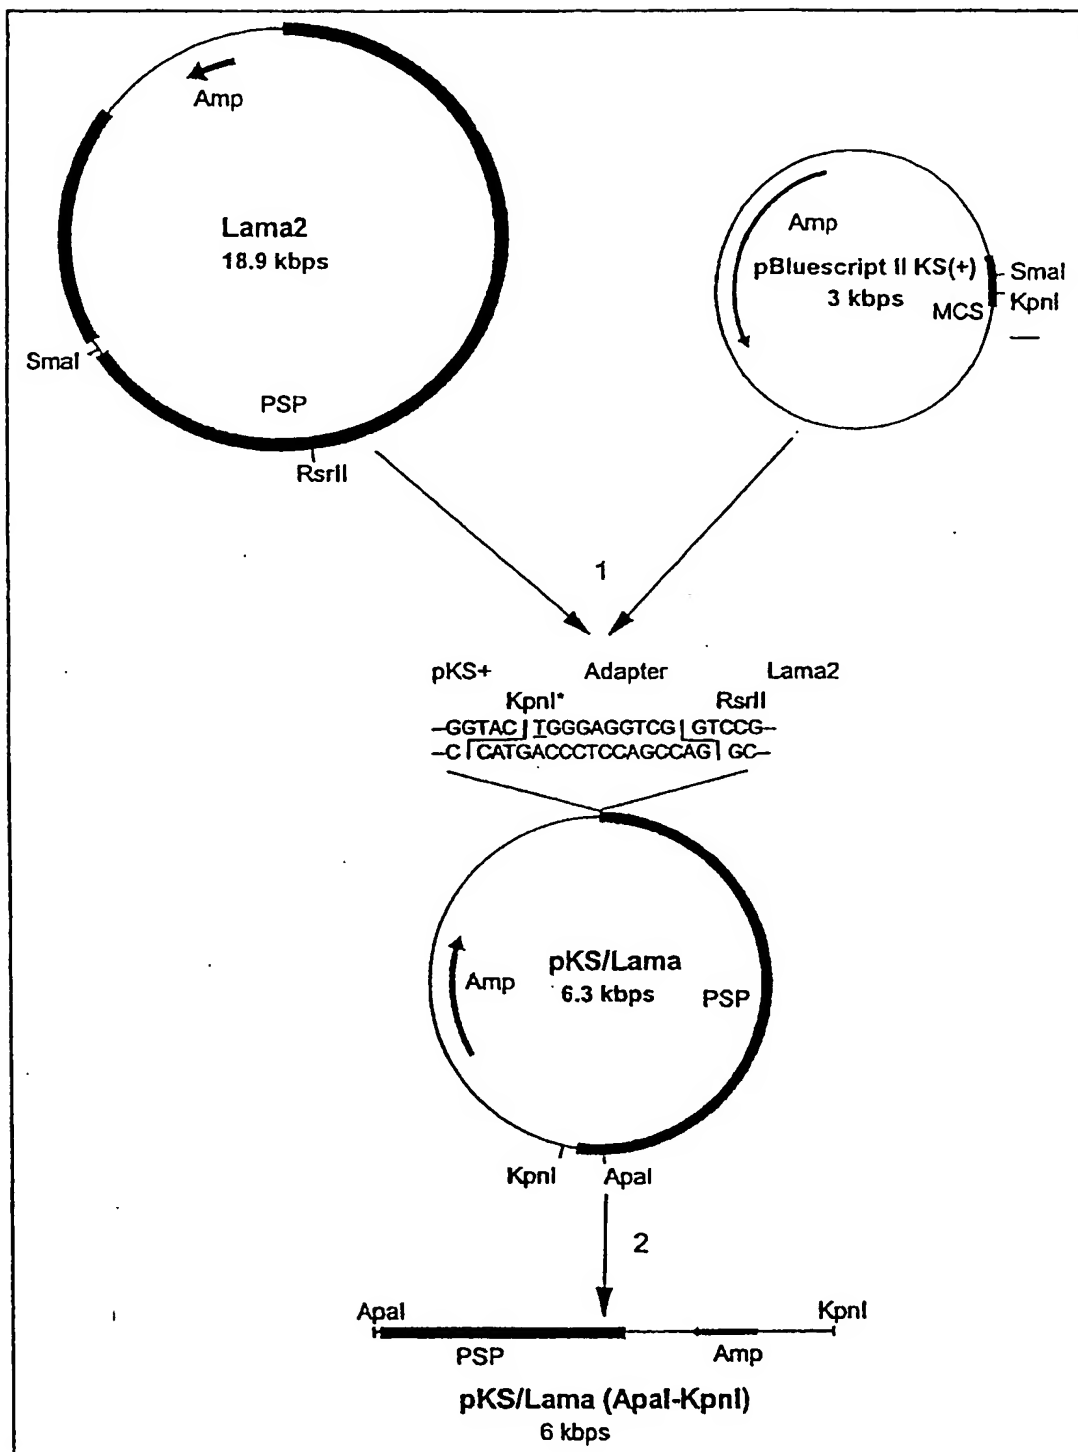 Amp
Lama2
18.9 kbps
SmaI
PSP
RsrII
Amp
pBluescript II KS(+)
3 kbps
MCS
SmaI
KpnI
1
pKS+ Adapter Lama2
KpnI* RsrII
–GGTAC TGGGAGGTCG GTCCG–
–C CATGACCCTCCAGCCAG GC–
pKS/Lama
6.3 kbps
Amp
PSP
KpnI ApaI
2
ApaI KpnI
PSP Amp
pKS/Lama (ApaI-KpnI)
6 kbps